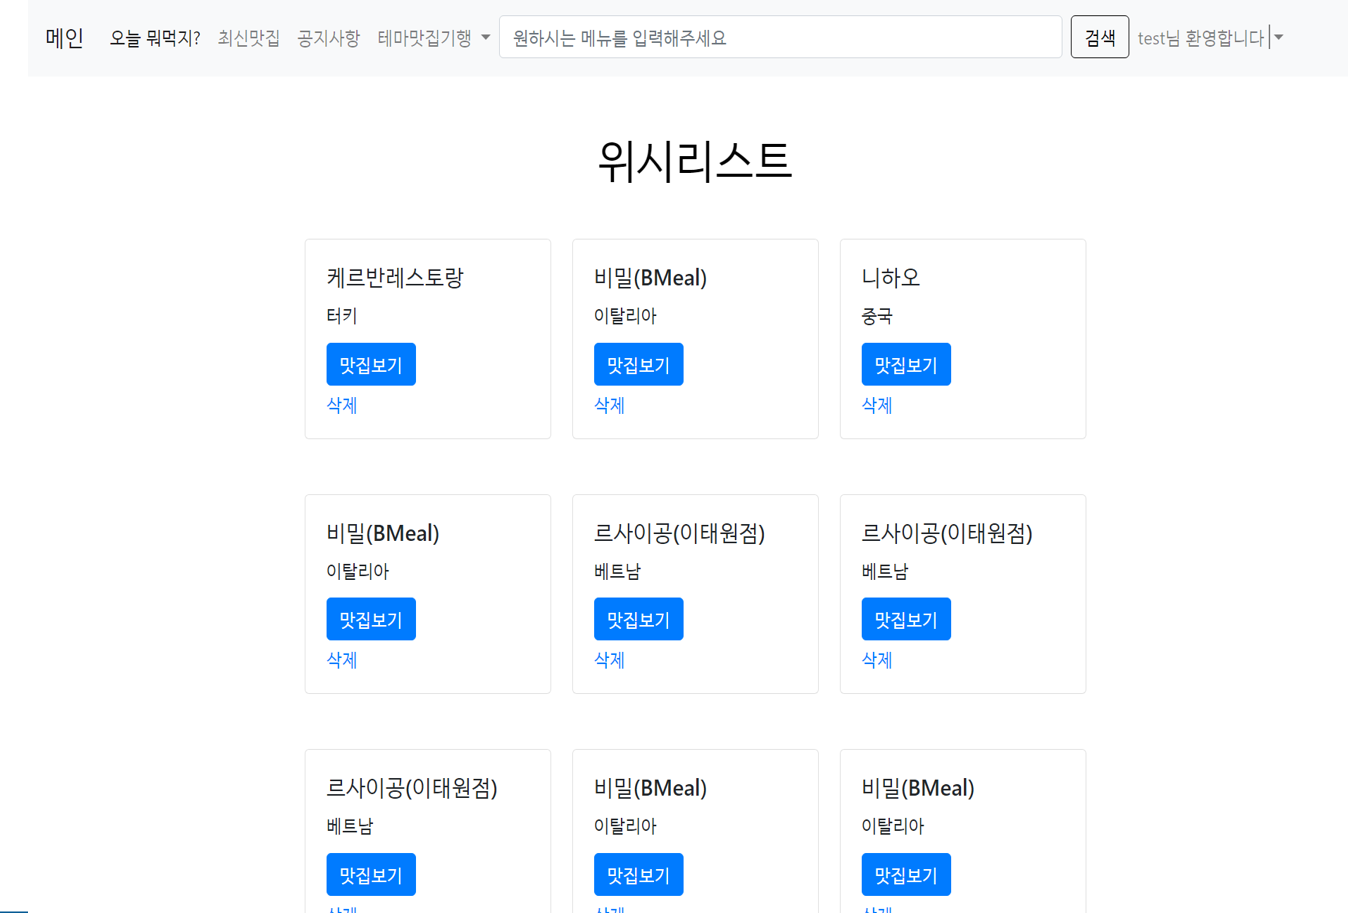 메인 오늘 뭐먹지? 최신맛집 공지사항 테마맛집기행 원하시는 메뉴를 입력해주세요 검색 test님 환영합니다
위시리스트
케르반레스토랑
터키
맛집보기
삭제
비밀(BMeal)
이탈리아
맛집보기
삭제
니하오
중국
맛집보기
삭제
비밀(BMeal)
이탈리아
맛집보기
삭제
르사이공(이태원점)
베트남
맛집보기
삭제
르사이공(이태원점)
베트남
맛집보기
삭제
르사이공(이태원점)
베트남
맛집보기
삭제
비밀(BMeal)
이탈리아
맛집보기
삭제
비밀(BMeal)
이탈리아
맛집보기
삭제